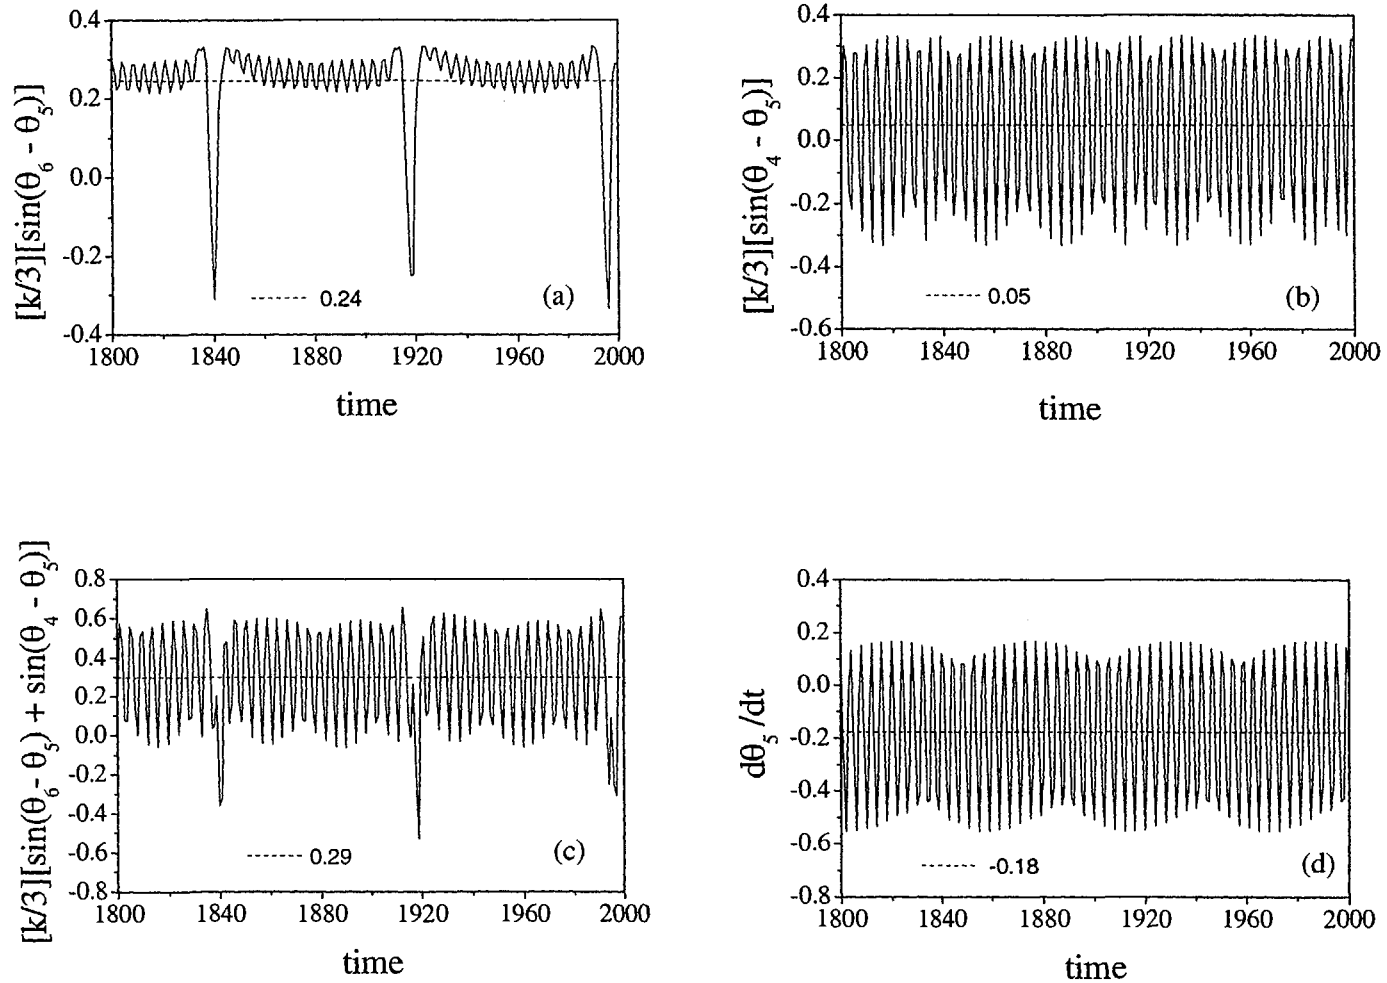 [k/3][sin(θ₆ - θ₅)]
0.4
0.2
0.0
-0.2
-0.4
0.24
(a)
1800 1840 1880 1920 1960 2000
time
[k/3][sin(θ₄ - θ₅)]
0.4
0.2
0.0
-0.2
-0.4
-0.6
0.05
(b)
1800 1840 1880 1920 1960 2000
time
[k/3][sin(θ₆ - θ₅) + sin(θ₄ - θ₅)]
0.8
0.6
0.4
0.2
0.0
-0.2
-0.4
-0.6
-0.8
0.29
(c)
1800 1840 1880 1920 1960 2000
time
dθ₅/dt
0.4
0.2
0.0
-0.2
-0.4
-0.6
-0.8
-0.18
(d)
1800 1840 1880 1920 1960 2000
time